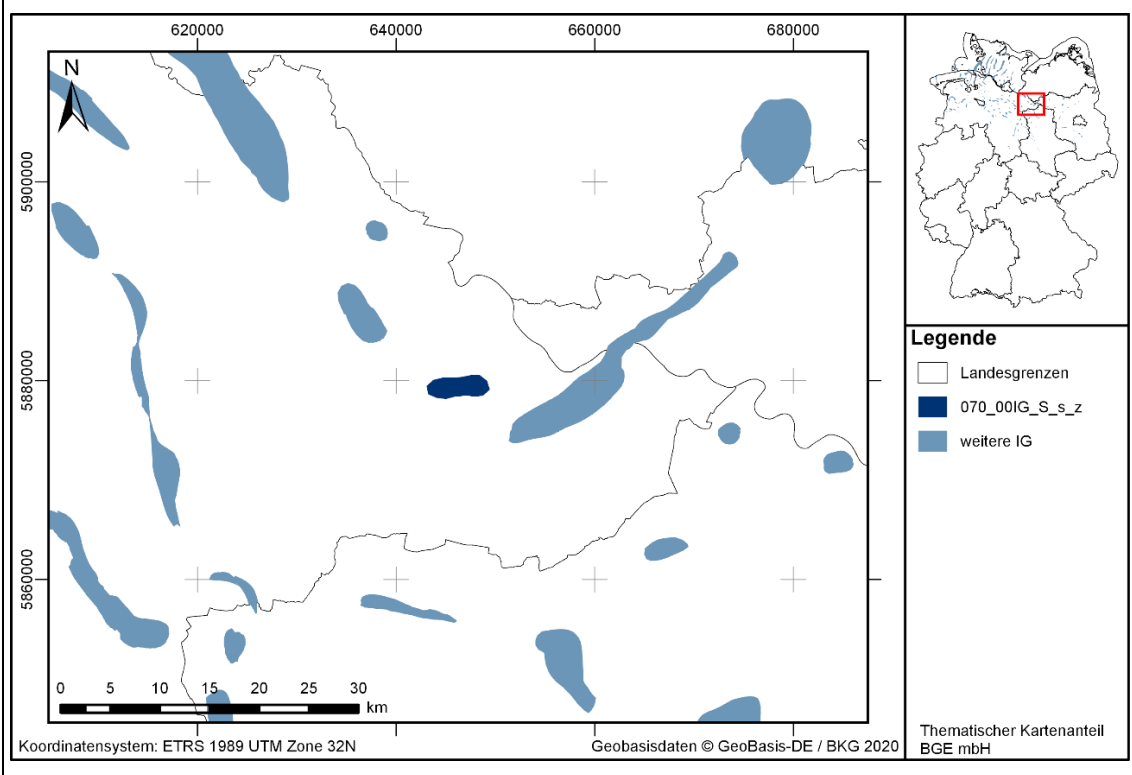 620000
640000
660000
680000
N
5900000
5880000
5860000
0
5
10
15
20
25
30
km
Koordinatensystem: ETRS 1989 UTM Zone 32N
Geobasisdaten © GeoBasis-DE / BKG 2020
Legende
Landesgrenzen
070_00IG_S_s_z
weitere IG
Thematischer Kartenanteil
BGE mbH